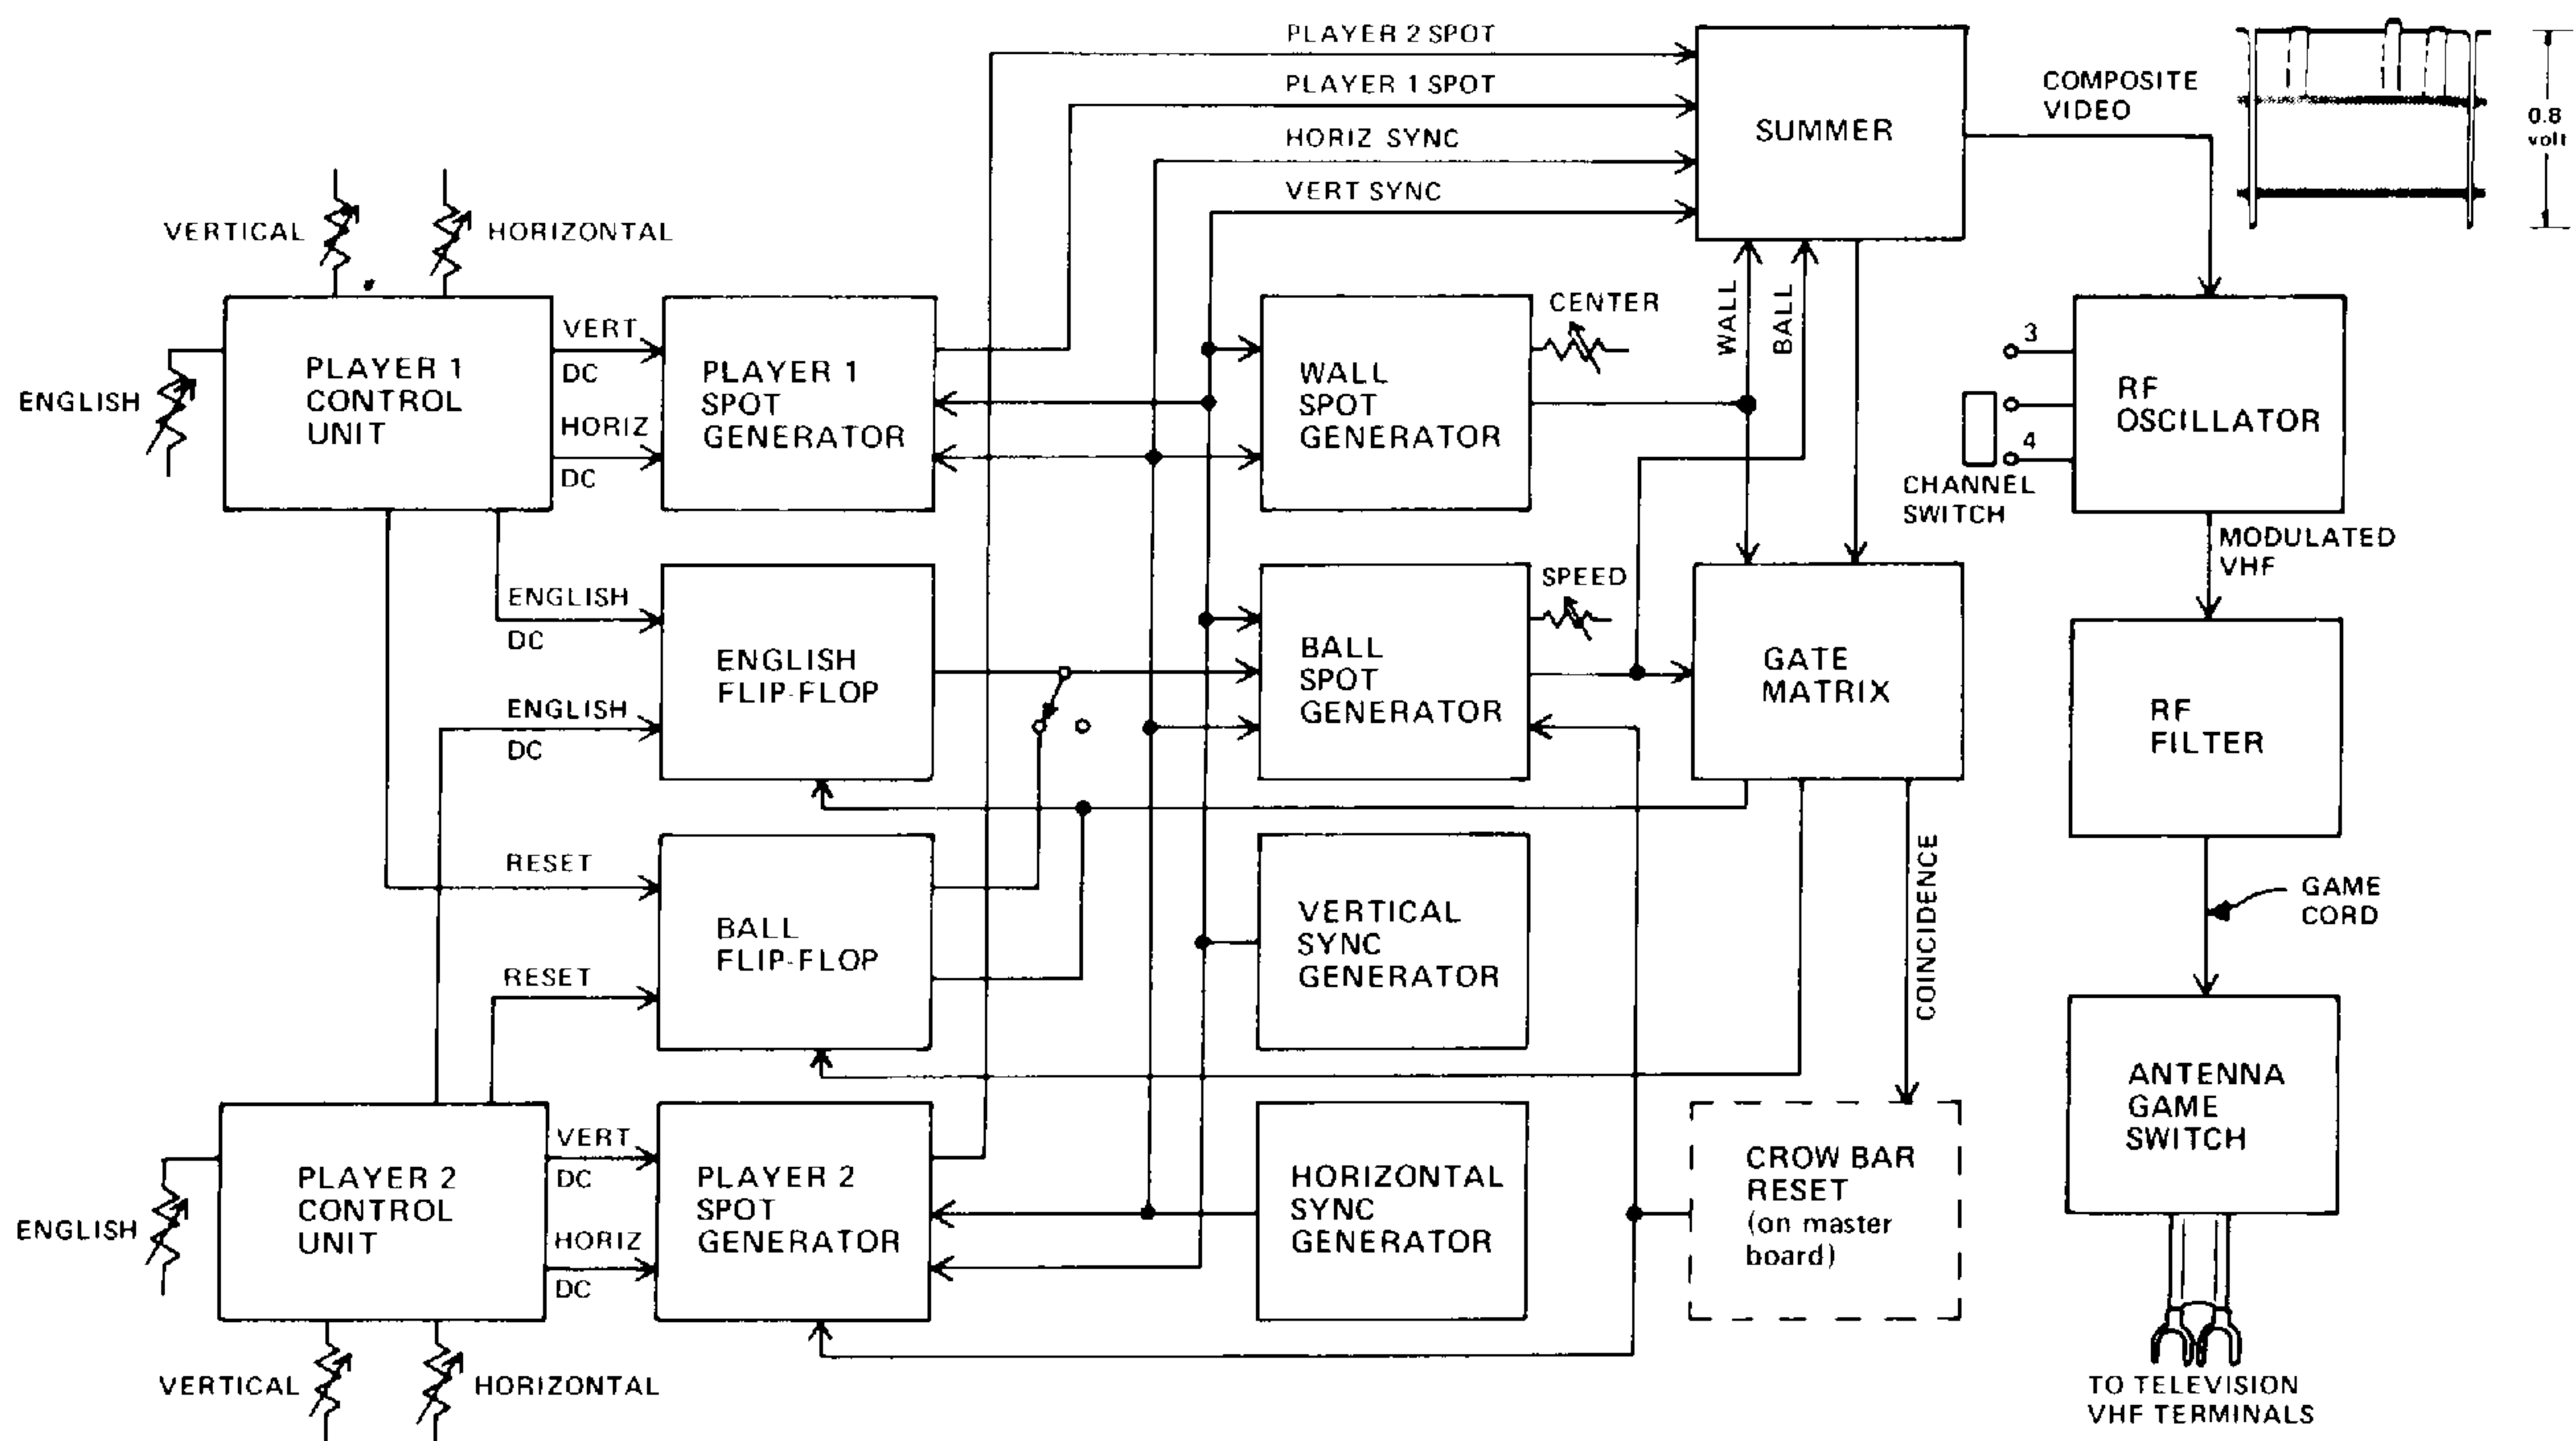 PLAYER 2 SPOT
PLAYER 1 SPOT
HORIZ SYNC
VERT SYNC
SUMMER
COMPOSITE
VIDEO
0.8
volt
VERTICAL
HORIZONTAL
ENGLISH
PLAYER 1
CONTROL
UNIT
VERT
DC
HORIZ
DC
PLAYER 1
SPOT
GENERATOR
WALL
SPOT
GENERATOR
CENTER
WALL
BALL
3
4
CHANNEL
SWITCH
RF
OSCILLATOR
MODULATED
VHF
ENGLISH
DC
ENGLISH
DC
ENGLISH
FLIP-FLOP
BALL
SPOT
GENERATOR
SPEED
GATE
MATRIX
RF
FILTER
RESET
RESET
BALL
FLIP-FLOP
VERTICAL
SYNC
GENERATOR
COINCIDENCE
GAME
CORD
ENGLISH
PLAYER 2
CONTROL
UNIT
VERT
DC
HORIZ
DC
PLAYER 2
SPOT
GENERATOR
HORIZONTAL
SYNC
GENERATOR
CROW BAR
RESET
(on master
board)
ANTENNA
GAME
SWITCH
VERTICAL
HORIZONTAL
TO TELEVISION
VHF TERMINALS